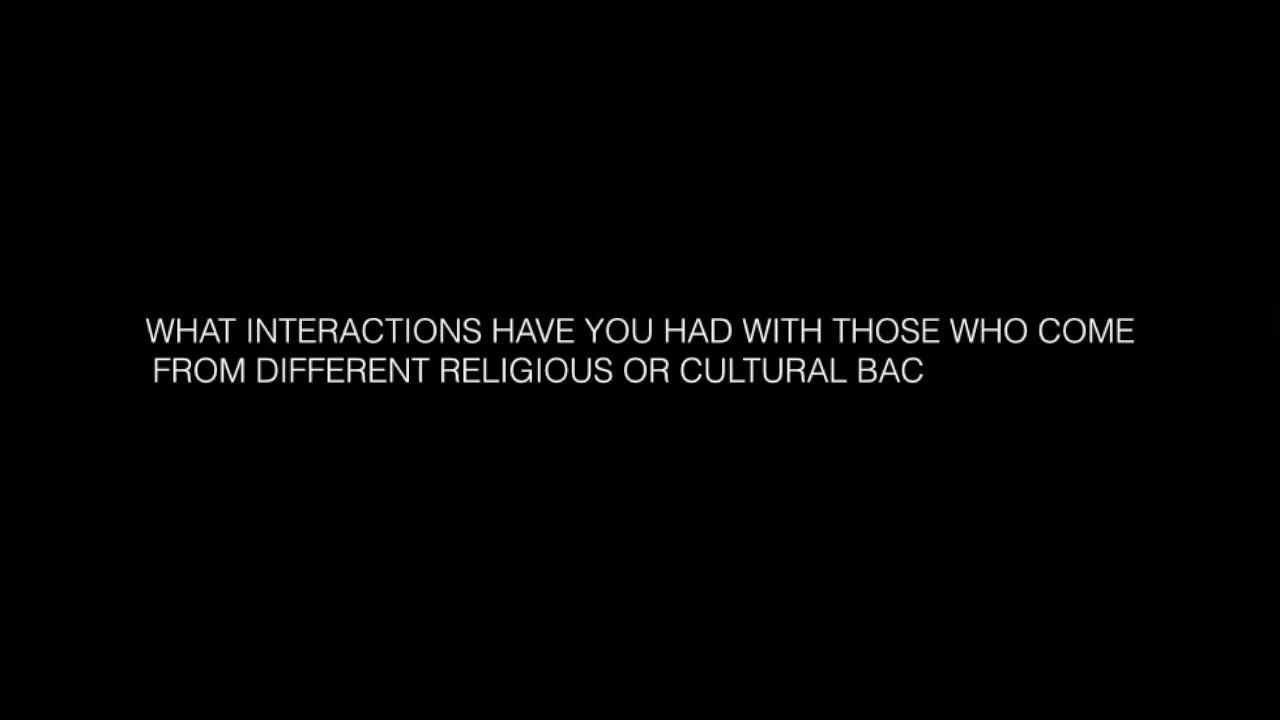 WHAT INTERACTIONS HAVE YOU HAD WITH THOSE WHO COME
FROM DIFFERENT RELIGIOUS OR CULTURAL BAC